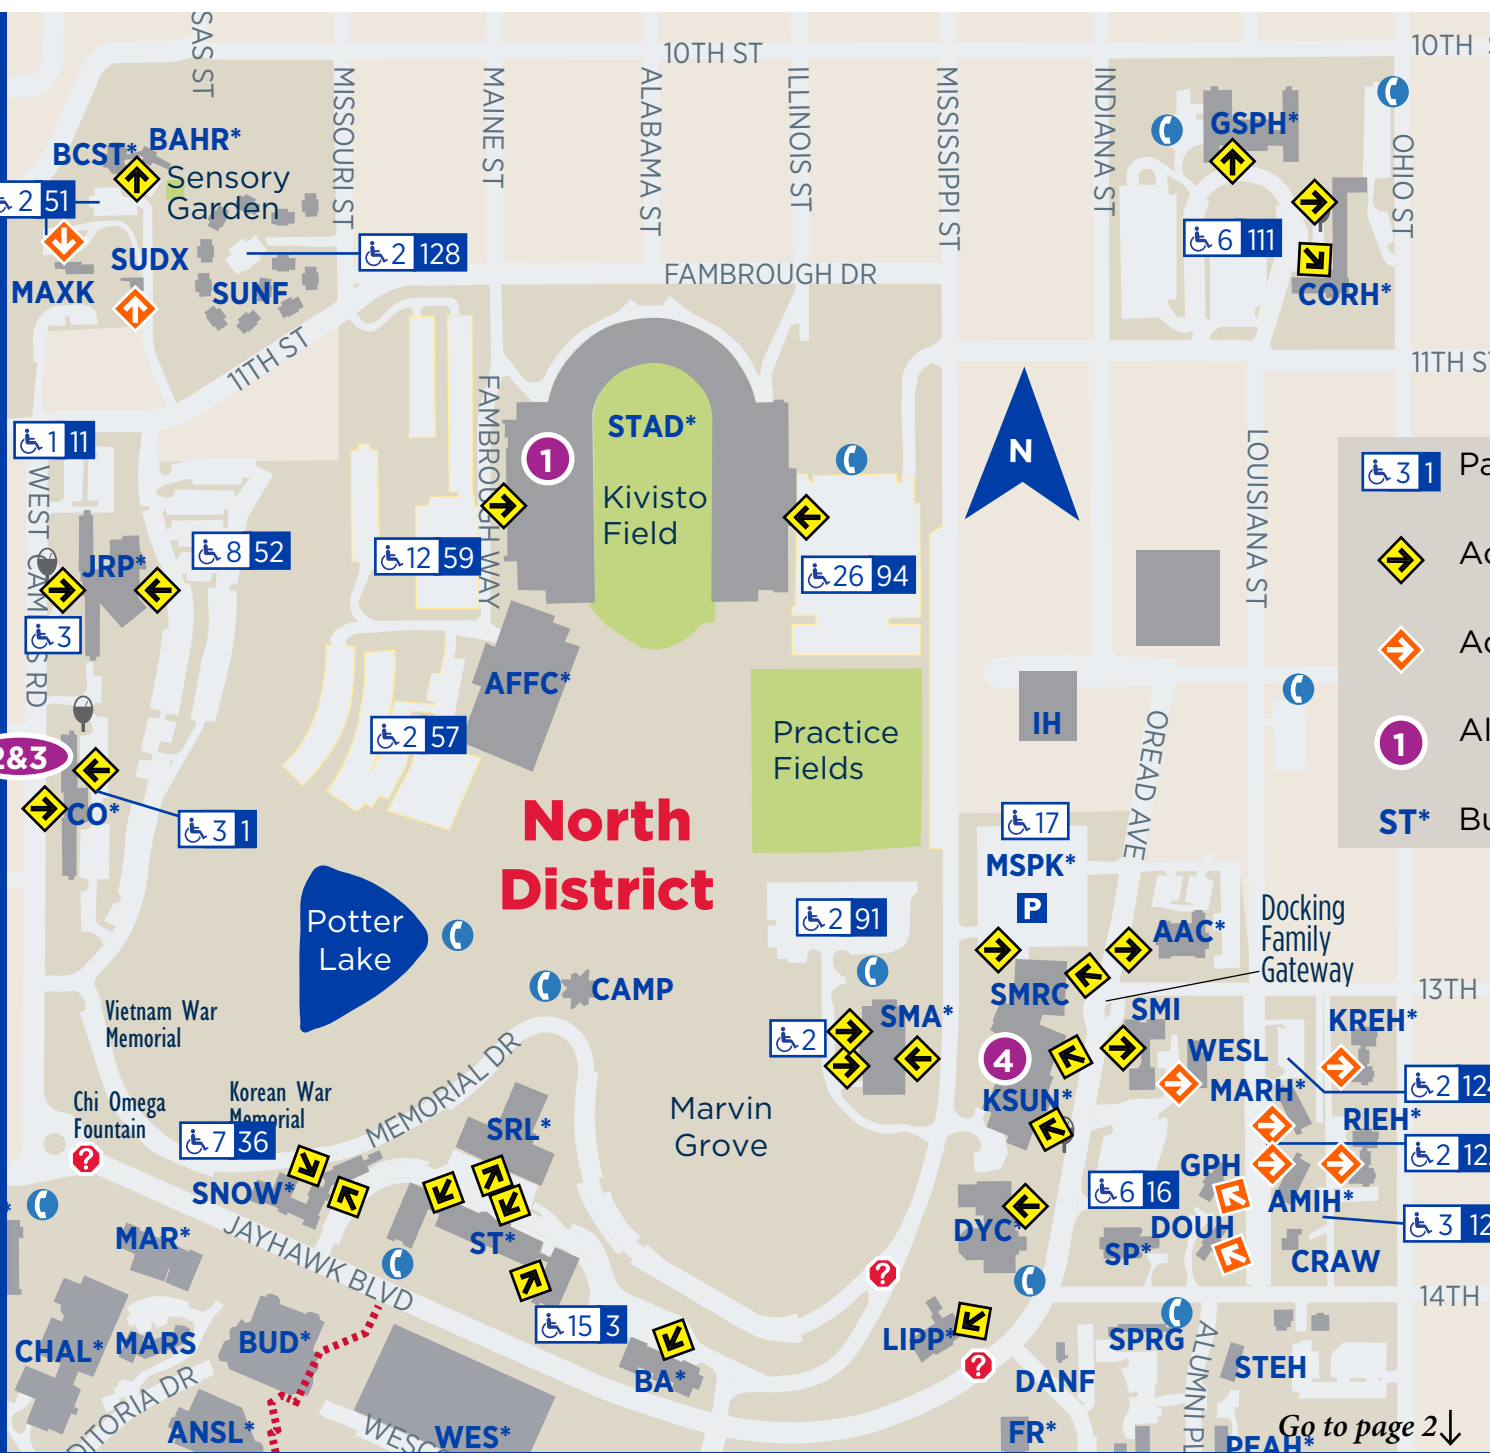 SAS ST
10TH ST
10TH
MISSOURI ST
MAINE ST
ALABAMA ST
ILLINOIS ST
MISSISSIPPI ST
INDIANA ST
OHIO ST
BCST*
BAHR*
Sensory
Garden
2 51
SUDX
MAXK
SUNF
2 128
FAMBROUGH DR
GSPH*
6 111
CORH*
11TH ST
11TH ST
1 11
WEST CAMPUS RD
FAMBROUGH WAY
STAD*
1
Kivisto
Field
N
LOUISIANA ST
3 1
JRP*
8 52
12 59
26 94
3
AFFC*
2 57
Practice
Fields
IH
OREAD AVE
1
2&3
CO*
3 1
ST*
North
District
17
MSPK*
P
Potter
Lake
2 91
AAC*
Docking
Family
Gateway
CAMP
SMRC
13TH
Vietnam War
Memorial
SMA*
SMI
KREH*
2
4
WESL
MEMORIAL DR
2 124
Chi Omega
Fountain
Korean War
Memorial
KSUN*
MARH*
RIEH*
7 36
SRL*
Marvin
Grove
?
2
GPH
SNOW*
6 16
AMIH*
3
MAR*
JAYHAWK BLVD
ST*
DYC*
DOUH
SP*
CRAW
?
14TH
15 3
CHAL*
MARS
BUD*
LIPP*
SPRG
BA*
?
DANF
STEH
ALUMNI PL
DITORIA DR
ANSL*
WESC
WES*
FR*
PEAH*
Go to page 2↓